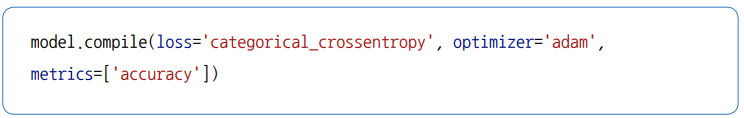 model.compile(loss='categorical_crossentropy', optimizer='adam',
metrics=['accuracy'])